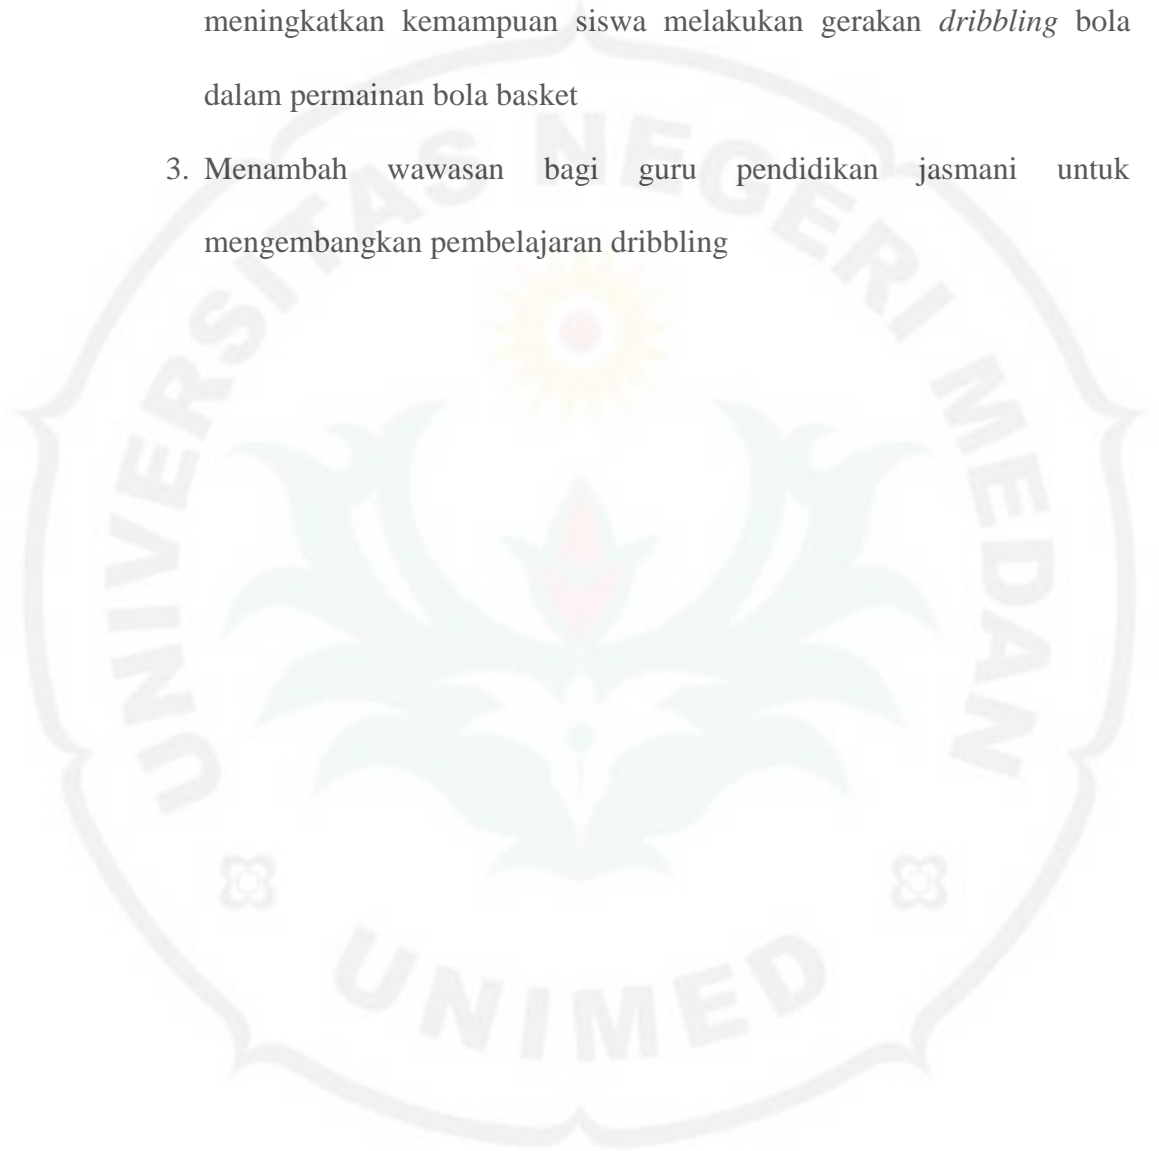 meningkatkan kemampuan siswa melakukan gerakan dribbling bola
dalam permainan bola basket
3. Menambah wawasan bagi guru pendidikan jasmani untuk
mengembangkan pembelajaran dribbling
UNIVERSITAS NEGERI MEDAN
UNIMED